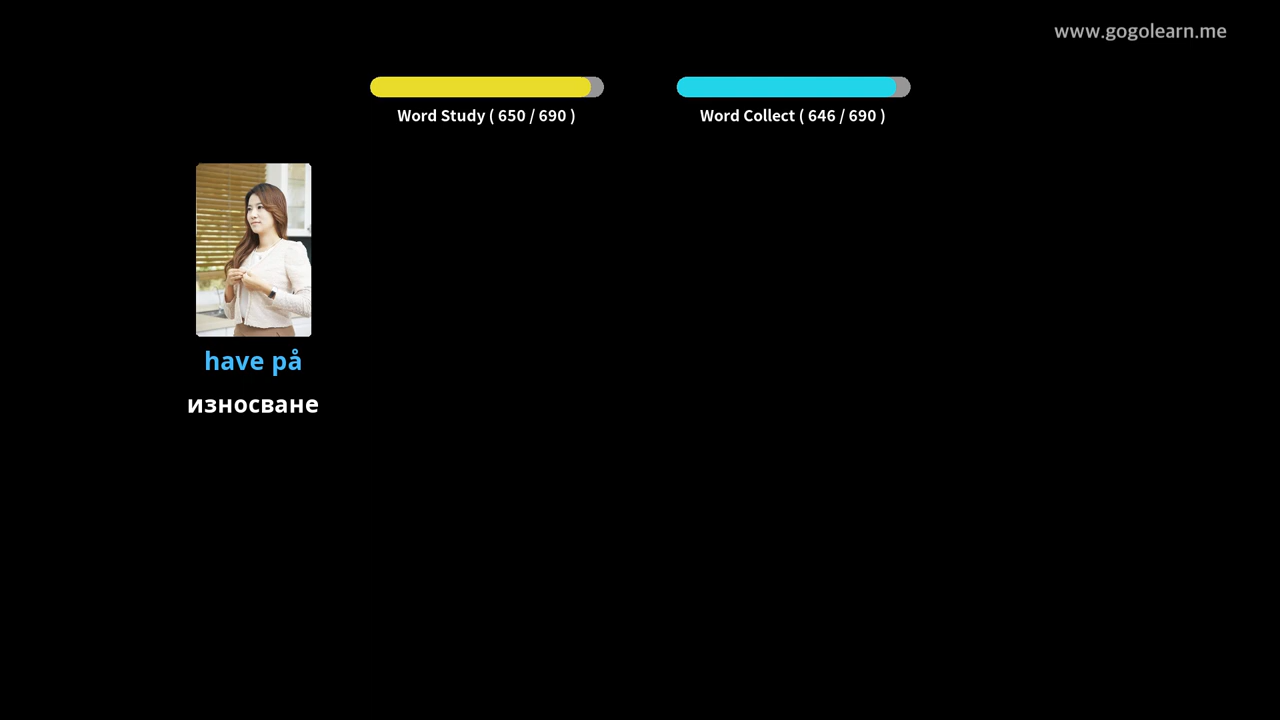 www.gogolearn.me
Word Study ( 650 / 690 )
Word Collect ( 646 / 690 )
have på
износване